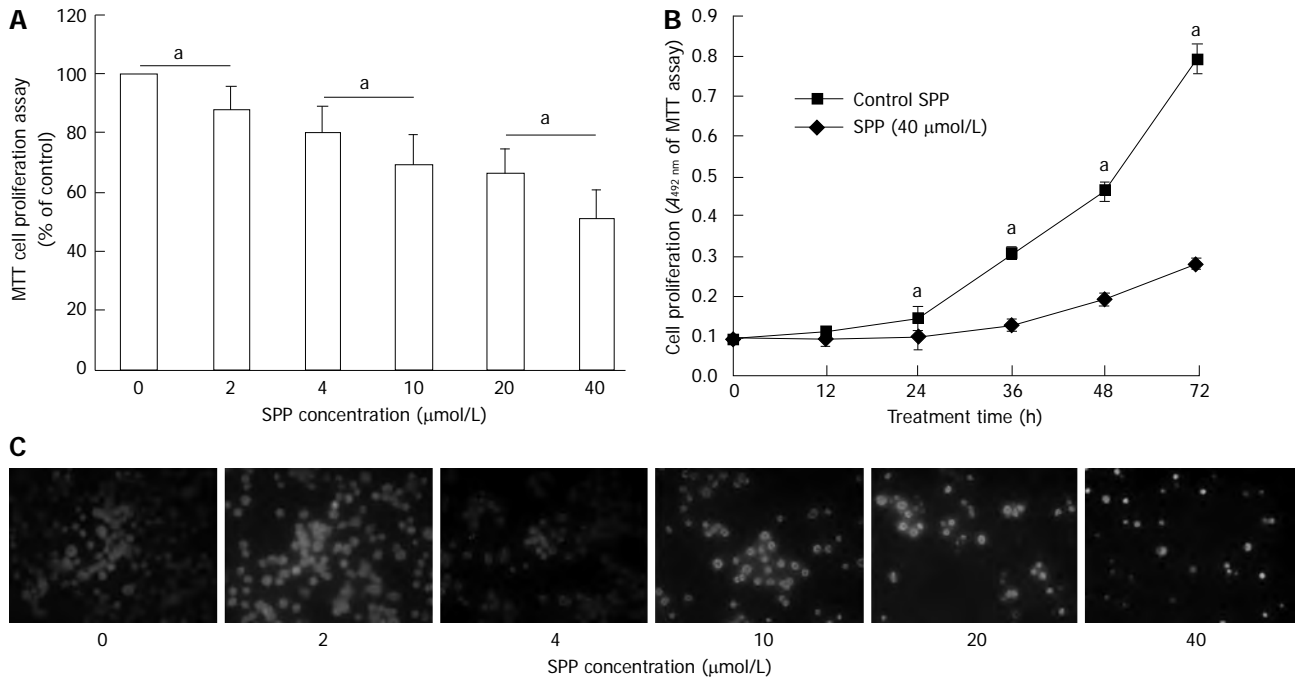 A
MTT cell proliferation assay
(% of control)
120
100
80
60
40
20
0
a
a
a
0 2 4 10 20 40
SPP concentration (μmol/L)
B
Cell proliferation (A492 nm of MTT assay)
0.9
0.8
0.7
0.6
0.5
0.4
0.3
0.2
0.1
0.0
Control SPP
SPP (40 μmol/L)
a
a
a
a
0 12 24 36 48 72
Treatment time (h)
C
0 2 4 10 20 40
SPP concentration (μmol/L)